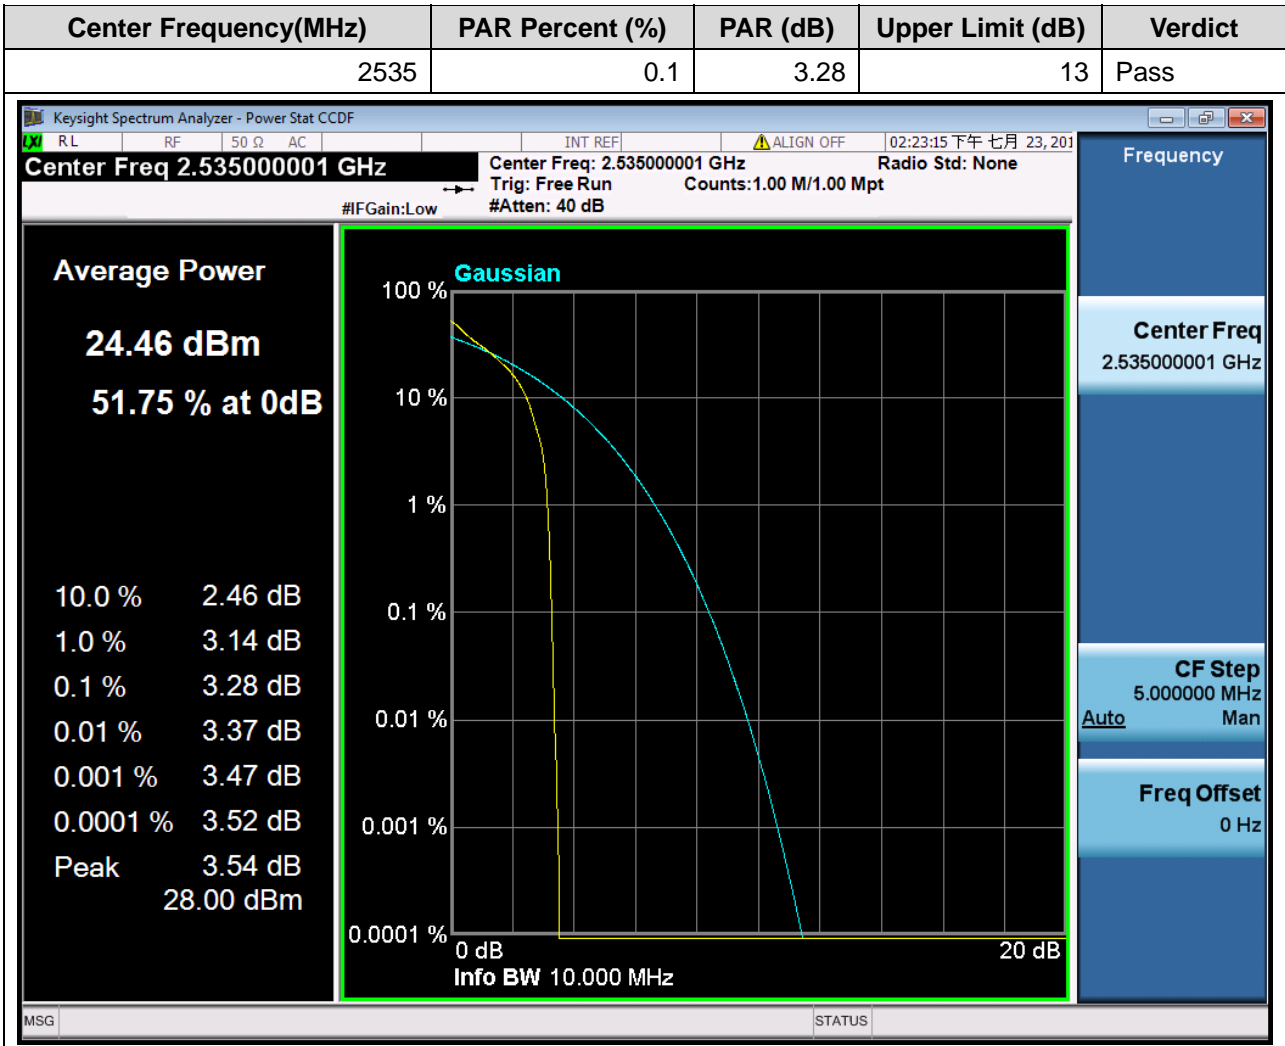 Center Frequency(MHz) PAR Percent (%) PAR (dB) Upper Limit (dB) Verdict
2535 0.1 3.28 13 Pass
Keysight Spectrum Analyzer - Power Stat CCDF
LXI RL RF 50 Ω AC INT REF ALIGN OFF 02:23:15 下午 七月 23, 201
Center Freq 2.535000001 GHz
#IFGain:Low
Center Freq: 2.535000001 GHz Radio Std: None
Trig: Free Run Counts:1.00 M/1.00 Mpt
#Atten: 40 dB
Average Power
24.46 dBm
51.75 % at 0dB
10.0 % 2.46 dB
1.0 % 3.14 dB
0.1 % 3.28 dB
0.01 % 3.37 dB
0.001 % 3.47 dB
0.0001 % 3.52 dB
Peak 3.54 dB
28.00 dBm
Gaussian
100 %
10 %
1 %
0.1 %
0.01 %
0.001 %
0.0001 %
0 dB 20 dB
Info BW 10.000 MHz
Frequency
Center Freq
2.535000001 GHz
CF Step
5.000000 MHz
Auto Man
Freq Offset
0 Hz
MSG STATUS